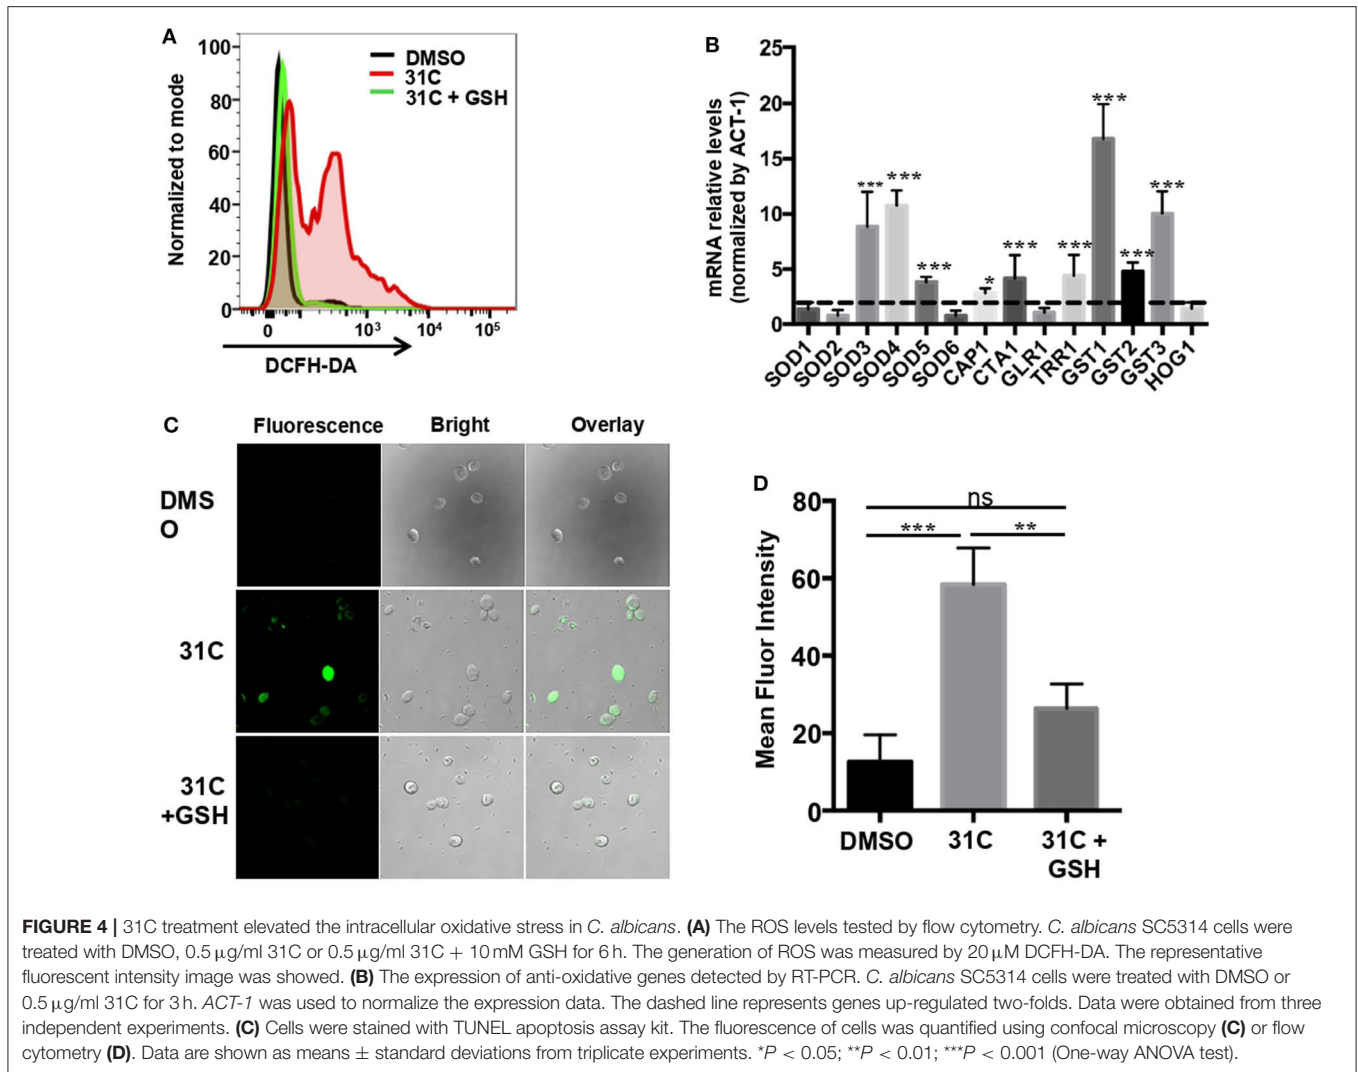 A
100
80
60
40
20
0
Normalized to mode
DMSO
31C
31C + GSH
0
10³
10⁴
10⁵
DCFH-DA
B
25
20
15
10
5
0
mRNA relative levels
(normalized by ACT-1)
***
***
***
*
***
***
***
***
***
SOD1
SOD2
SOD3
SOD4
SOD5
SOD6
CAP1
CTA1
GLR1
TRR1
GST1
GST2
GST3
HOG1
C
Fluorescence Bright Overlay
DMS
O
31C
31C
+GSH
D
80
60
40
20
0
Mean Fluor Intensity
ns
*** **
DMSO 31C 31C +
GSH
FIGURE 4 | 31C treatment elevated the intracellular oxidative stress in C. albicans. (A) The ROS levels tested by flow cytometry. C. albicans SC5314 cells were
treated with DMSO, 0.5 μg/ml 31C or 0.5 μg/ml 31C + 10 mM GSH for 6 h. The generation of ROS was measured by 20 μM DCFH-DA. The representative
fluorescent intensity image was showed. (B) The expression of anti-oxidative genes detected by RT-PCR. C. albicans SC5314 cells were treated with DMSO or
0.5 μg/ml 31C for 3 h. ACT-1 was used to normalize the expression data. The dashed line represents genes up-regulated two-folds. Data were obtained from three
independent experiments. (C) Cells were stained with TUNEL apoptosis assay kit. The fluorescence of cells was quantified using confocal microscopy (C) or flow
cytometry (D). Data are shown as means ± standard deviations from triplicate experiments. *P < 0.05; **P < 0.01; ***P < 0.001 (One-way ANOVA test).